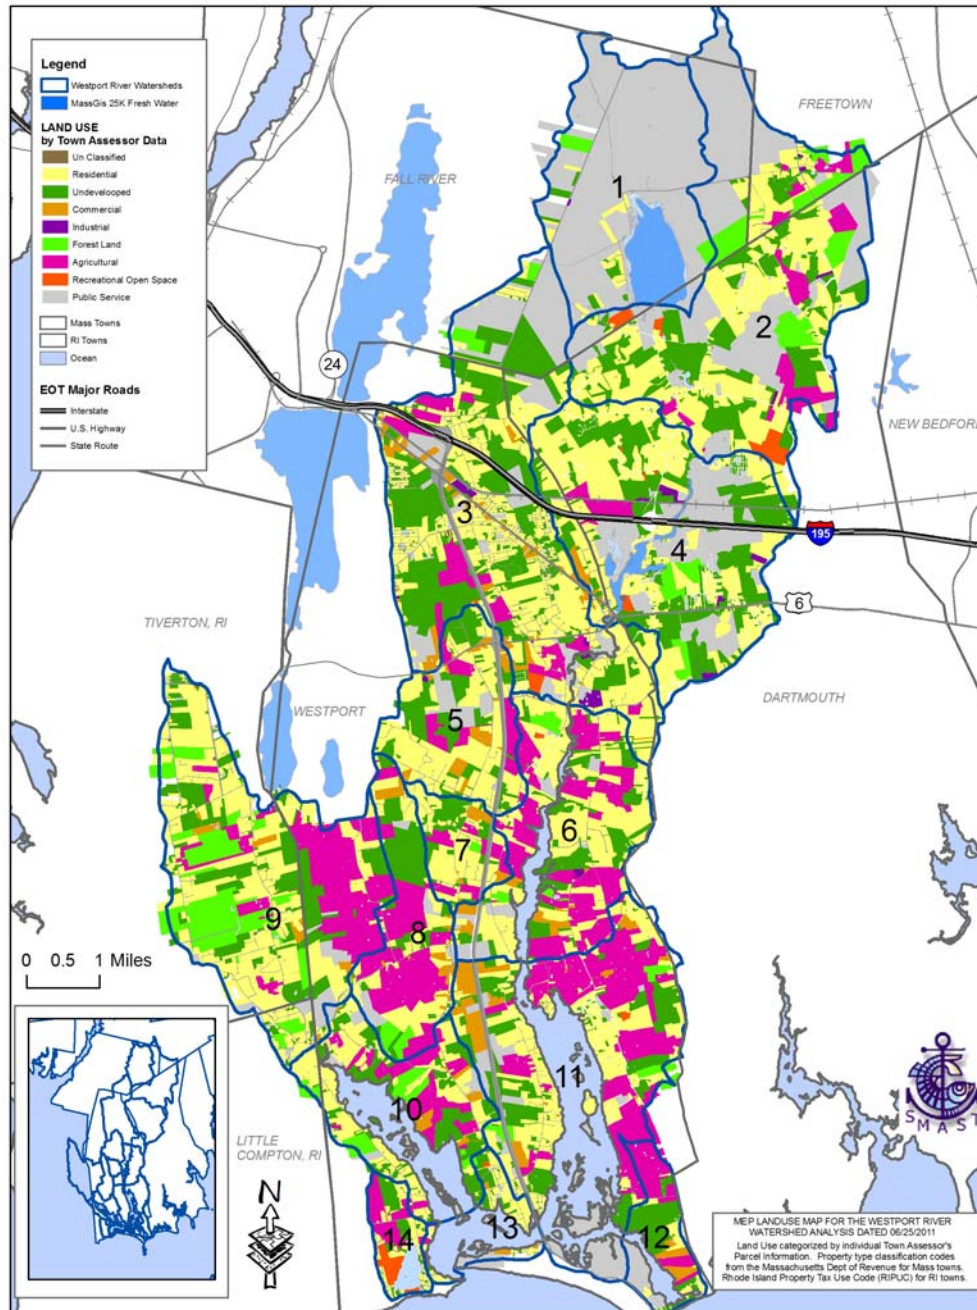 Legend
Westport River Watersheds
MassGis 25K Fresh Water
LAND USE
by Town Assessor Data
Un Classified
Residential
Undevelooped
Commercial
Industrial
Forest Land
Agricultural
Recreational Open Space
Public Service
Mass Towns
RI Towns
Ocean
EOT Major Roads
Interstate
U.S. Highway
State Route
FREETOWN
FALL RIVER
1
2
24
NEW BEDFORD
3
195
4
6
TIVERTON, RI
WESTPORT
DARTMOUTH
5
6
7
9
8
0 0.5 1 Miles
11
10
SMAST
LITTLE
COMPTON, RI
N
13
14
12
MEP LANDUSE MAP FOR THE WESTPORT RIVER
WATERSHED ANALYSIS DATED 06/25/2011
Land Use categorized by individual Town Assessor's
Parcel Information. Property type classification codes
from the Massachusetts Dept of Revenue for Mass towns.
Rhode Island Property Tax Use Code (RIPUC) for RI towns.